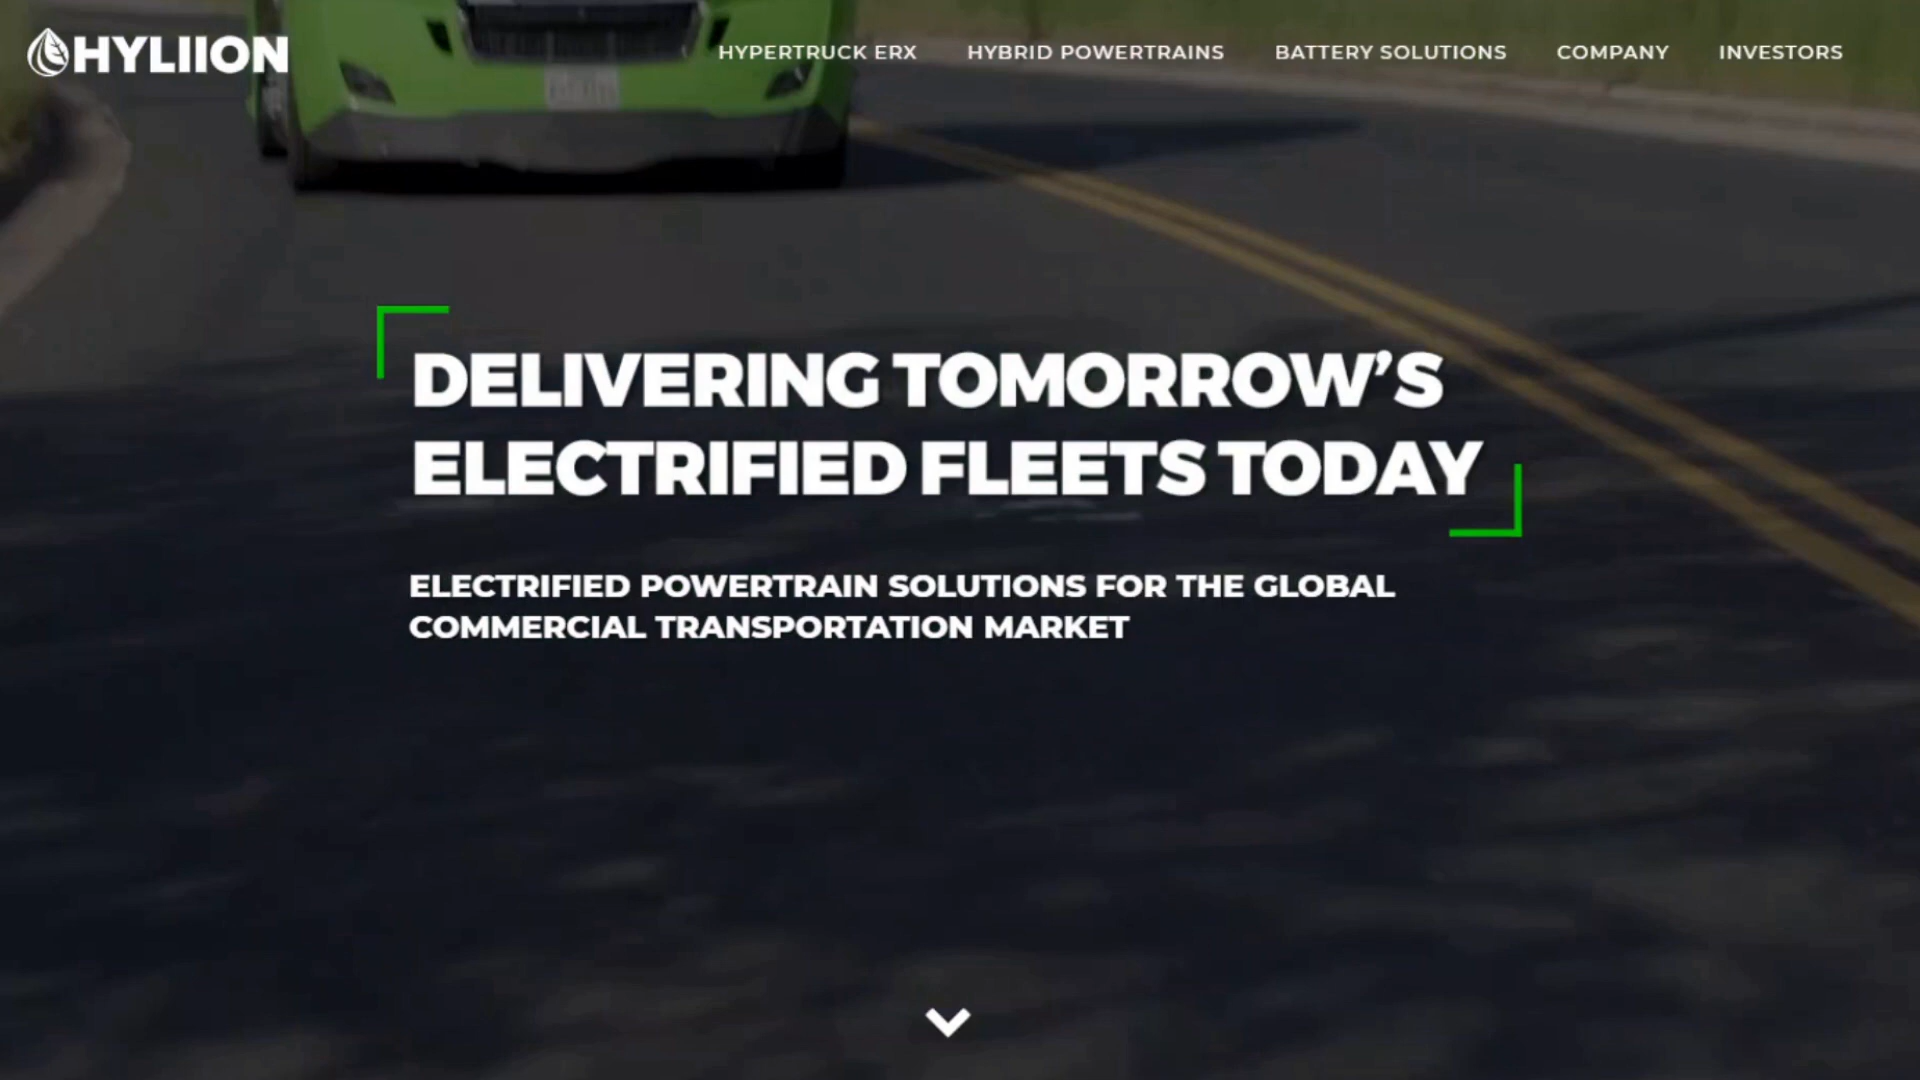 HYLIION
HYPERTRUCK ERX
HYBRID POWERTRAINS
BATTERY SOLUTIONS
COMPANY
INVESTORS
DELIVERING TOMORROW’S
ELECTRIFIED FLEETS TODAY
ELECTRIFIED POWERTRAIN SOLUTIONS FOR THE GLOBAL
COMMERCIAL TRANSPORTATION MARKET